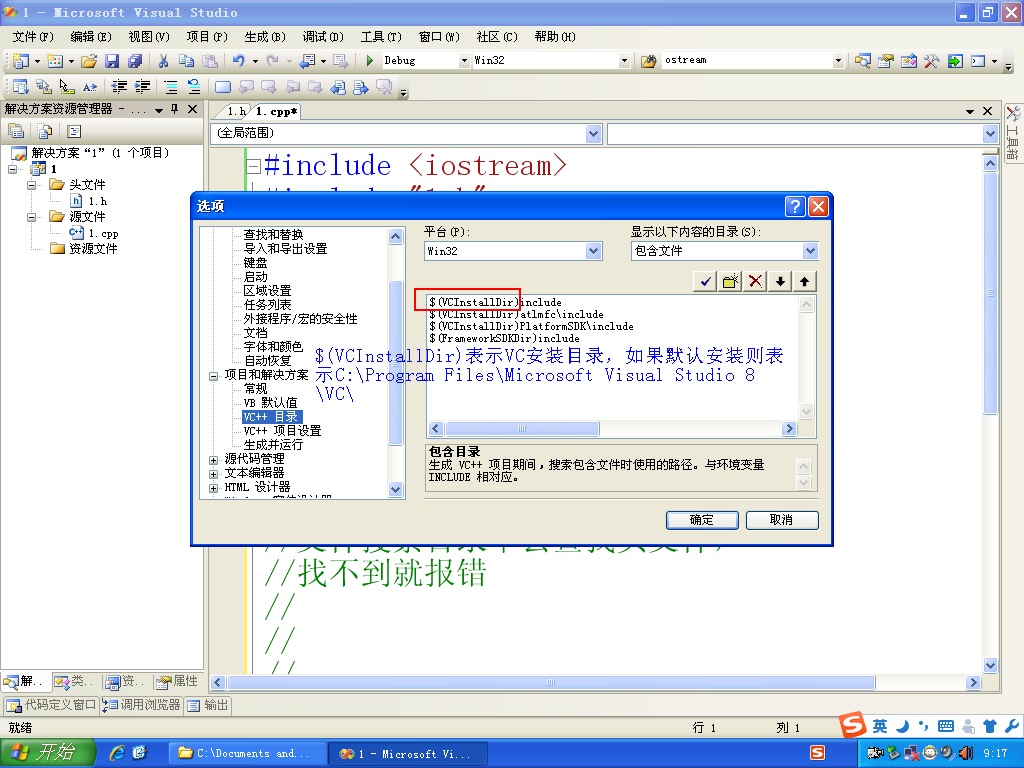 1 - Microsoft Visual Studio
文件(F) 编辑(E) 视图(V) 项目(P) 生成(B) 调试(D) 工具(T) 窗口(W) 社区(C) 帮助(H)
Debug Win32 ostream
解决方案资源管理器 - ...
1.h 1.cpp*
工具箱
(全局范围)
解决方案“1”(1 个项目)
1
头文件
1.h
源文件
1.cpp
资源文件
#include <iostream>
选项
查找和替换
导入和导出设置
键盘
启动
区域设置
任务列表
外接程序/宏的安全性
文档
字体和颜色
自动恢复
项目和解决方案
常规
VB 默认值
VC++ 目录
VC++ 项目设置
生成并运行
源代码管理
文本编辑器
HTML 设计器
平台(P):
Win32
显示以下内容的目录(S):
包含文件
$(VCInstallDir)include
$(VCInstallDir)atlmfc\include
$(VCInstallDir)PlatformSDK\include
$(FrameworkSDKDir)include
$(VCInstallDir)表示VC安装目录，如果默认安装则表
示C:\Program Files\Microsoft Visual Studio 8
\VC\
包含目录
生成 VC++ 项目期间，搜索包含文件时使用的路径。与环境变量
INCLUDE 相对应。
确定 取消
//找不到就报错
//
//
//
解.. 类.. 资.. 属性
代码定义窗口 调用浏览器 输出
就绪 行 1 列 1
英
开始 C:\Documents and... 1 - Microsoft Vi... 9:17